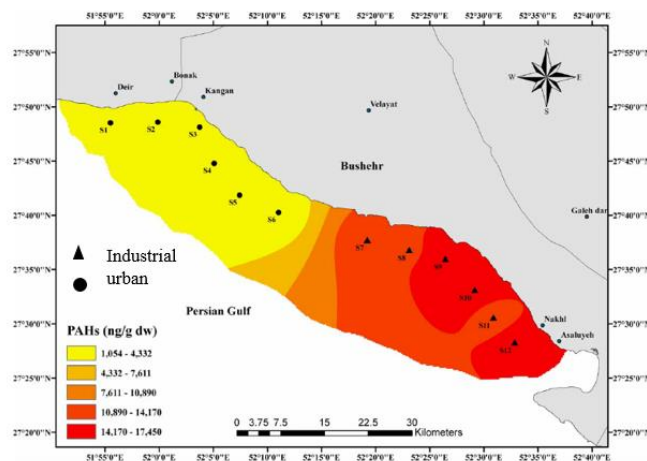 51°55'0"E 52°0'0"E 52°5'0"E 52°10'0"E 52°15'0"E 52°20'0"E 52°25'0"E 52°30'0"E 52°35'0"E 52°40'0"E
27°55'0"N
27°50'0"N
27°45'0"N
27°40'0"N
27°35'0"N
27°30'0"N
27°25'0"N
27°20'0"N
N
W E
S
Deir
Bonak
Kangan
Velayat
S1
S2
S3
S4
S5
S6
Bushehr
Galeh dar
S7
S8
S9
S10
S11
S12
Nakhl
Asaluyeh
Industrial
urban
Persian Gulf
PAHs (ng/g dw)
1,054 - 4,332
4,332 - 7,611
7,611 - 10,890
10,890 - 14,170
14,170 - 17,450
0 3.75 7.5 15 22.5 30
Kilometers
27°55'0"N
27°50'0"N
27°45'0"N
27°40'0"N
27°35'0"N
27°30'0"N
27°25'0"N
27°20'0"N
51°55'0"E 52°0'0"E 52°5'0"E 52°10'0"E 52°15'0"E 52°20'0"E 52°25'0"E 52°30'0"E 52°35'0"E 52°40'0"E